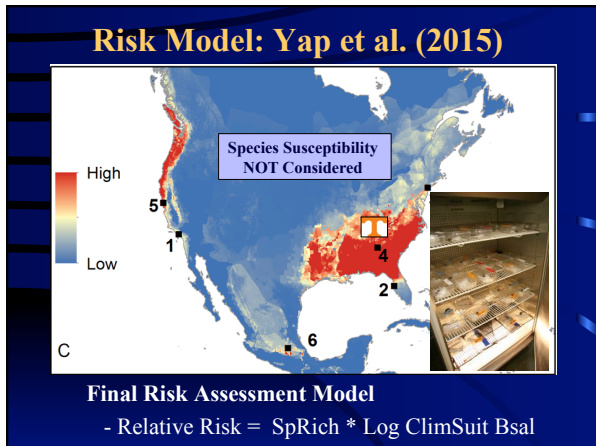 Risk Model: Yap et al. (2015)
Species Susceptibility
NOT Considered
High
Low
5
1
T
4
2
6
C
Final Risk Assessment Model
- Relative Risk = SpRich * Log ClimSuit Bsal